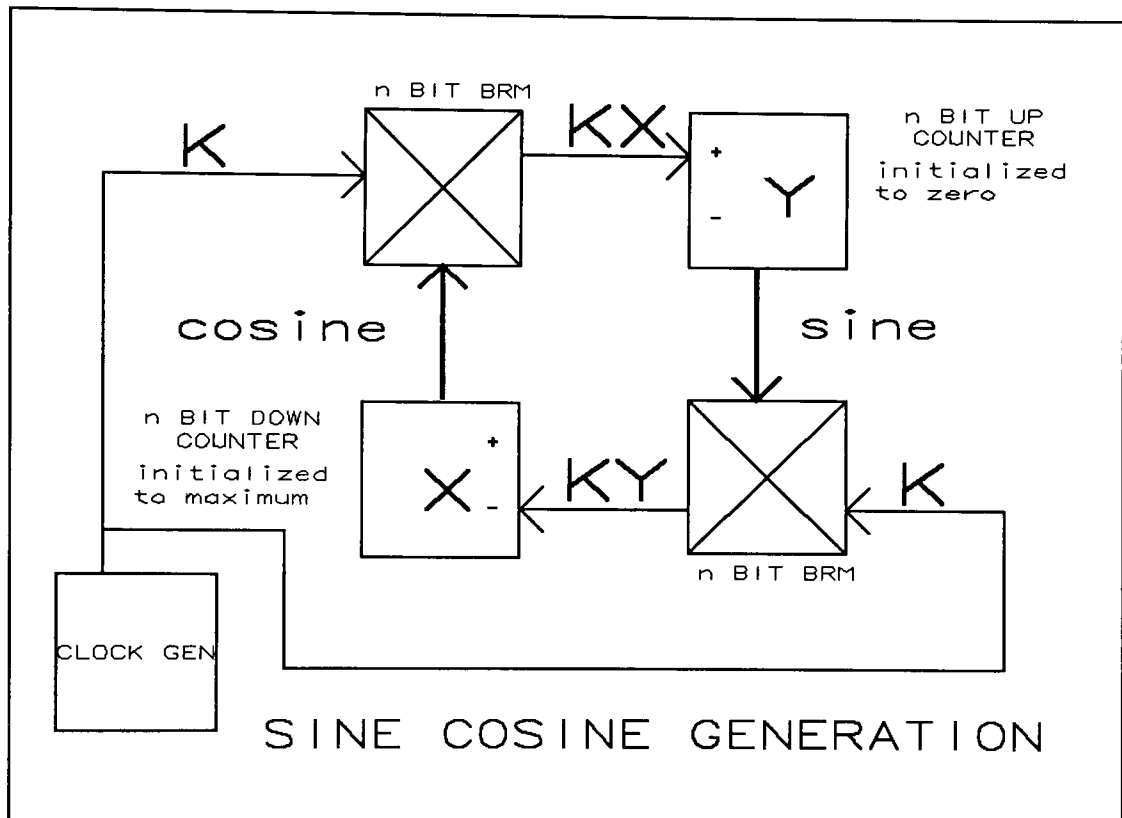 n BIT BRM
K
KX
n BIT UP
COUNTER
initialized
to zero
+
-
Y
cosine
sine
n BIT DOWN
COUNTER
initialized
to maximum
+
-
X
KY
K
n BIT BRM
CLOCK GEN
SINE COSINE GENERATION